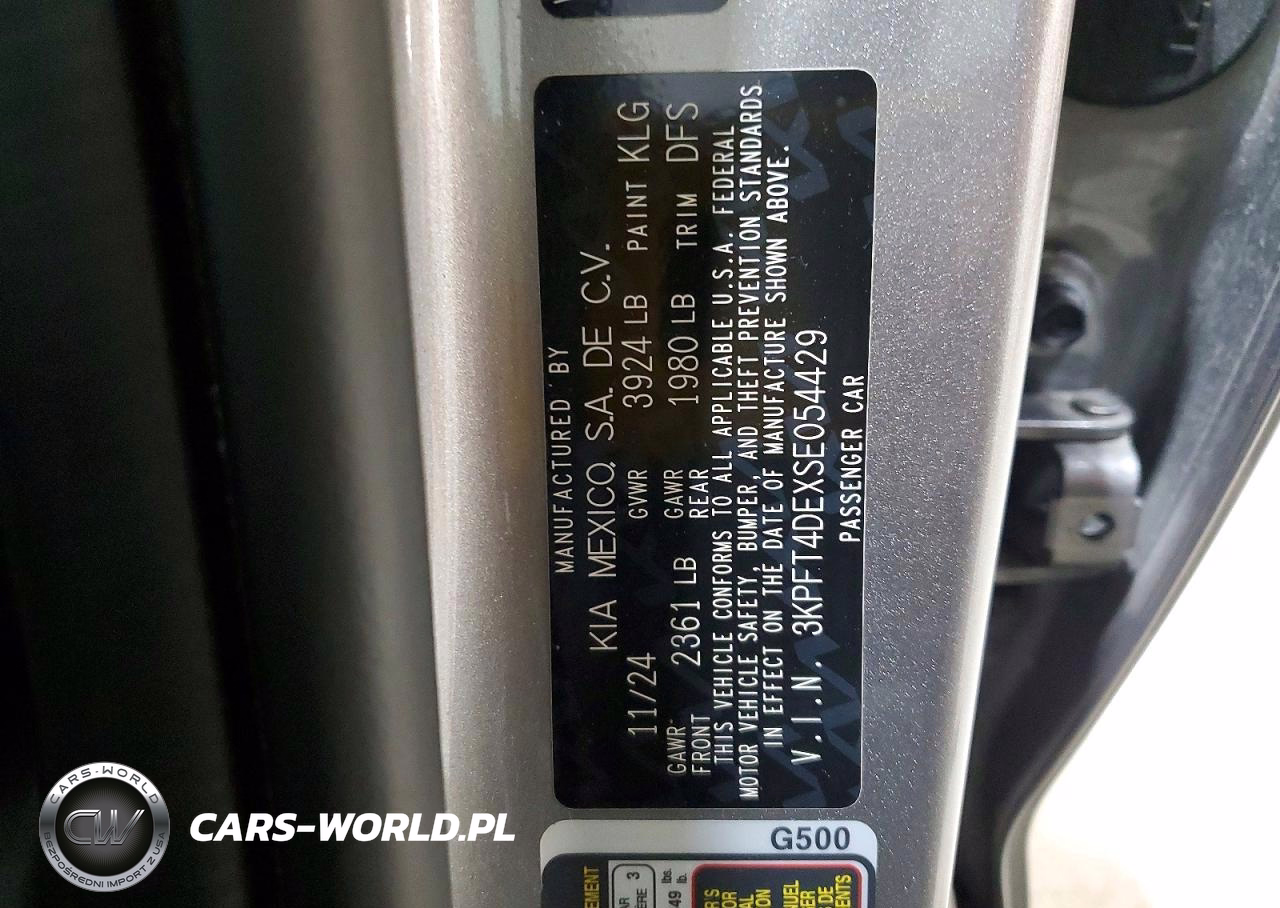 MANUFACTURED BY
KIA MEXICO, S.A. DE C.V.
11/24 GVWR 3924 LB PAINT KLG
GAWR FRONT 2361 LB GAWR REAR 1980 LB TRIM DFS
THIS VEHICLE CONFORMS TO ALL APPLICABLE U.S.A. FEDERAL
MOTOR VEHICLE SAFETY, BUMPER, AND THEFT PREVENTION STANDARDS
IN EFFECT ON THE DATE OF MANUFACTURE SHOWN ABOVE.
V.I.N. 3KPFT4DEXSE054429
PASSENGER CAR
G500
CARS-WORLD
CW
BEZPOŚREDNI IMPORT Z USA
CARS-WORLD.PL